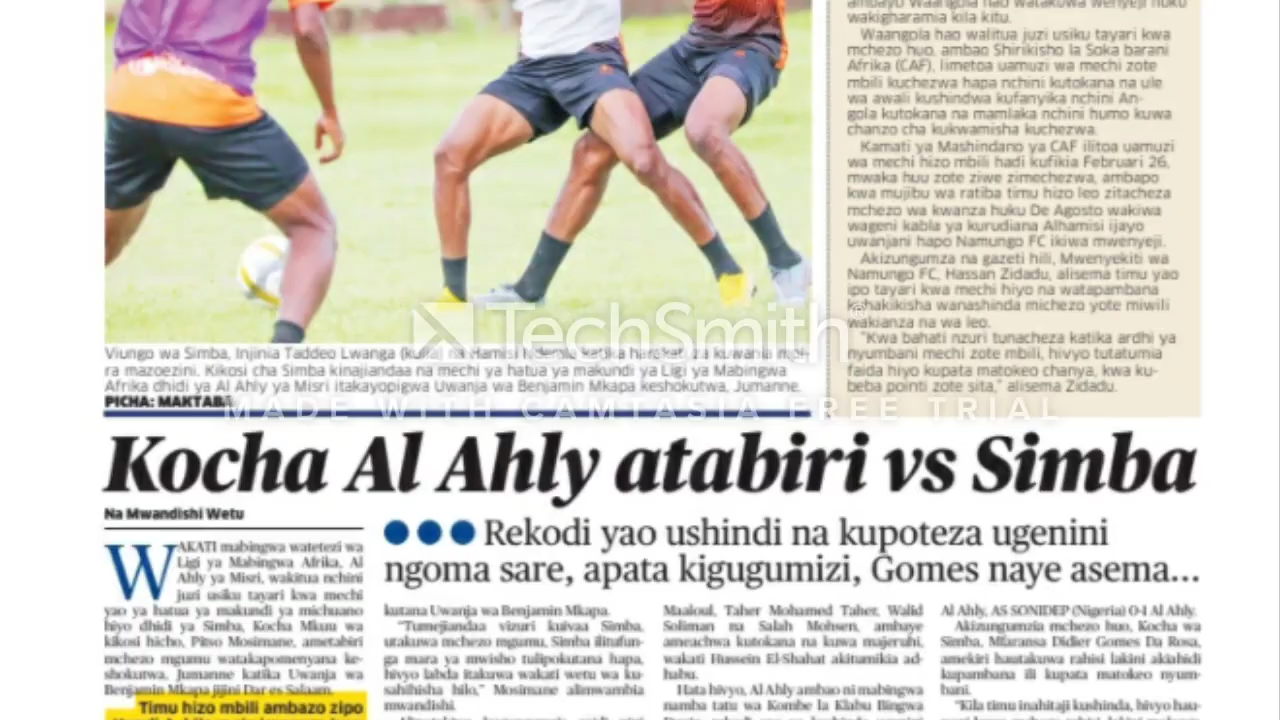 ambayo Waangola hao watakuwa wenyeji huku
wakigharamia kila kitu.
Waangola hao walitua juzi usiku tayari kwa
mchezo huo, ambao Shirikisho la Soka barani
Afrika (CAF), limetoa uamuzi wa mechi zote
mbili kuchezwa hapa nchini kutokana na ule
wa awali kushindwa kufanyika nchini An-
gola kutokana na mamlaka nchini humo kuwa
chanzo cha kukwamisha kuchezwa.
Kamati ya Mashindano ya CAF ilitoa uamuzi
wa mechi hizo mbili hadi kufikia Februari 26,
mwaka huu zote ziwe zimechezwa, ambapo
kwa mujibu wa ratiba timu hizo leo zitacheza
mchezo wa kwanza huku De Agosto wakiwa
wageni kabla ya kurudiana Alhamisi ijayo
uwanjani hapo Namungo FC ikiwa mwenyeji.
Akizungumza na gazeti hili, Mwenyekiti wa
Namungo FC, Hassan Zidadu, alisema timu yao
ipo tayari kwa mechi hiyo na watapambana
kuhakikisha wanashinda michezo yote miwili
wakianza na wa leo.
"Kwa bahati nzuri tunacheza katika ardhi ya
nyumbani mechi zote mbili, hivyo tutatumia
faida hiyo kupata matokeo chanya, kwa ku-
beba pointi zote sita," alisema Zidadu.
TechSmith
MADE WITH CAMTASIA FREE TRIAL
Viungo wa Simba, Injinia Taddeo Lwanga (kulia) na Hamisi Ndemla katika harakati za kuwania mpi-
ra mazoezini. Kikosi cha Simba kinajiandaa na mechi ya hatua ya makundi ya Ligi ya Mabingwa
Afrika dhidi ya Al Ahly ya Misri itakayopigwa Uwanja wa Benjamin Mkapa keshokutwa, Jumanne.
PICHA: MAKTABA
Kocha Al Ahly atabiri vs Simba
Na Mwandishi Wetu
●●● Rekodi yao ushindi na kupoteza ugenini
ngoma sare, apata kigugumizi, Gomes naye asema...
WAKATI mabingwa watetezi wa
Ligi ya Mabingwa Afrika, Al
Ahly ya Misri, wakitua nchini
juzi usiku tayari kwa mechi
yao ya hatua ya makundi ya michuano
hiyo dhidi ya Simba, Kocha Mkuu wa
kikosi hicho, Pitso Mosimane, ametabiri
mchezo mgumu watakapomenyana ke-
shokutwa, Jumanne katika Uwanja wa
Benjamin Mkapa jijini Dar es Salaam.
Timu hizo mbili ambazo zipo
kutana Uwanja wa Benjamin Mkapa.
"Tumejiandaa vizuri kuivaa Simba,
utakuwa mchezo mgumu, Simba ilitufun-
ga mara ya mwisho tulipokutana hapa,
hivyo labda itakuwa wakati wetu wa ku-
sahihisha hilo," Mosimane alimwambia
mwandishi.
Maaloul, Taher Mohamed Taher, Walid
Soliman na Salah Mohsen, ambaye
ameachwa kutokana na kuwa majeruhi,
wakati Hussein El-Shahat akitumikia ad-
habu.
Hata hivyo, Al Ahly ambao ni mabingwa
namba tatu wa Kombe la Klabu Bingwa
Al Ahly, AS SONIDEP (Nigeria) 0-1 Al Ahly.
Akizungumzia mchezo huo, Kocha wa
Simba, Mfaransa Didier Gomes Da Rosa,
amekiri hautakuwa rahisi lakini akiahidi
kupambana ili kupata matokeo nyum-
bani.
"Kila timu inahitaji kushinda, hivyo hau-